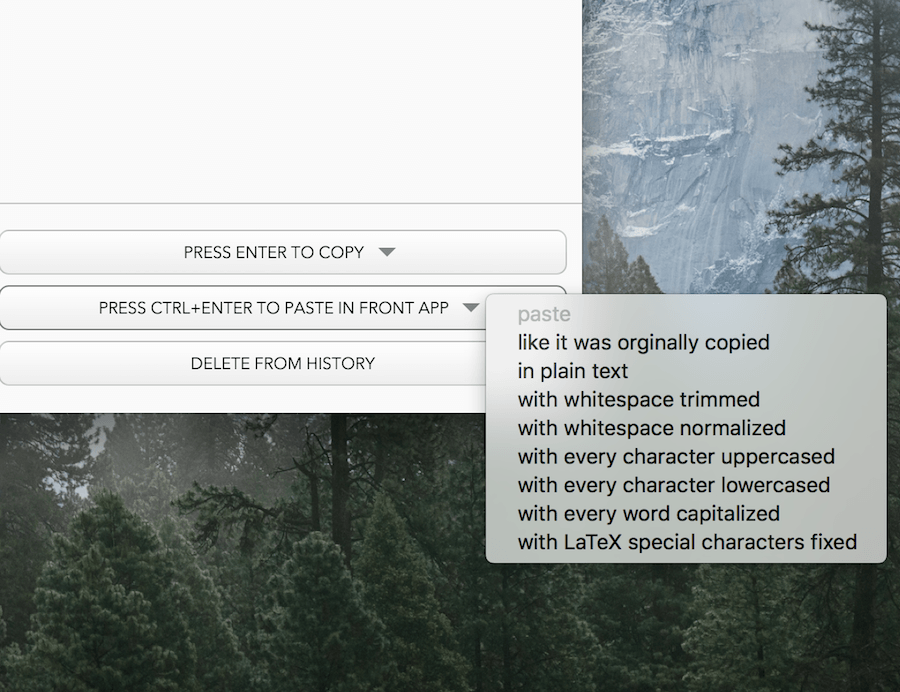 PRESS ENTER TO COPY
PRESS CTRL+ENTER TO PASTE IN FRONT APP
DELETE FROM HISTORY
paste
like it was orginally copied
in plain text
with whitespace trimmed
with whitespace normalized
with every character uppercased
with every character lowercased
with every word capitalized
with LaTeX special characters fixed